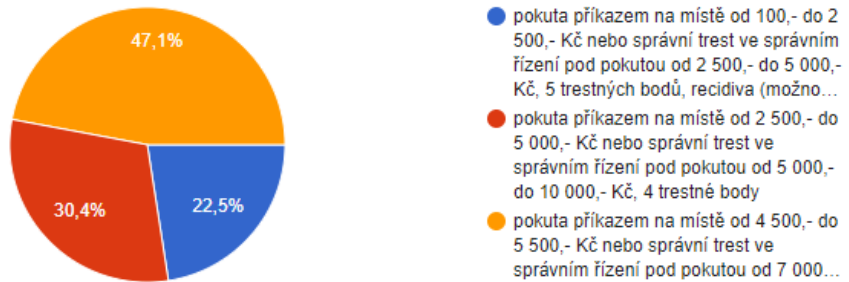 47,1%
30,4%
22,5%
pokuta příkazem na místě od 100,- do 2
500,- Kč nebo správní trest ve správním
řízení pod pokutou od 2 500,- do 5 000,-
Kč, 5 trestných bodů, recidiva (možno…
pokuta příkazem na místě od 2 500,- do
5 000,- Kč nebo správní trest ve
správním řízení pod pokutou od 5 000,-
do 10 000,- Kč, 4 trestné body
pokuta příkazem na místě od 4 500,- do
5 500,- Kč nebo správní trest ve
správním řízení pod pokutou od 7 000…